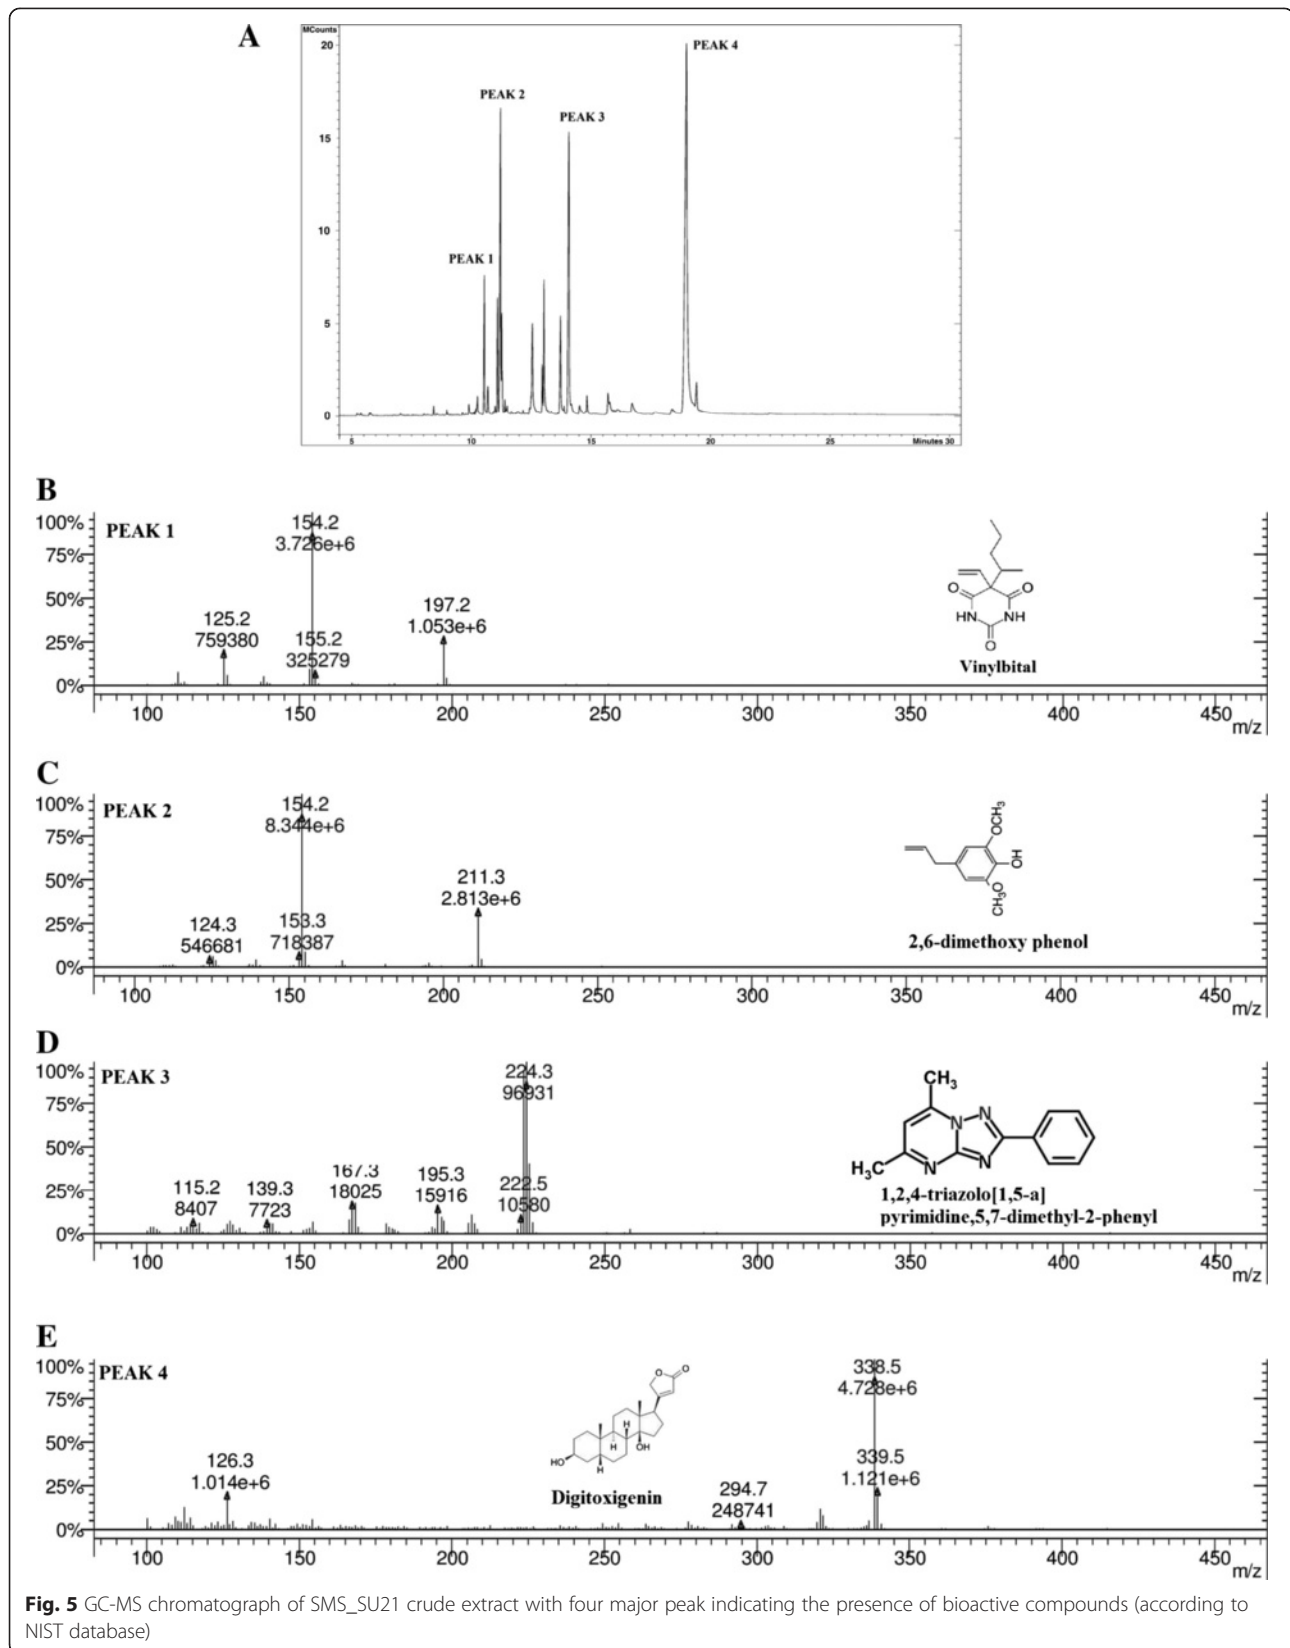 A
MCounts
20
15
10
5
0
PEAK 1
PEAK 2
PEAK 3
PEAK 4
5 10 15 20 25 Minutes 30
B
PEAK 1
100%
75%
50%
25%
0%
154.2
3.726e+6
125.2
759380
155.2
325279
197.2
1.053e+6
O O
NH NH
O
Vinylbital
100 150 200 250 300 350 400 450
m/z
C
PEAK 2
100%
75%
50%
25%
0%
154.2
8.344e+6
124.3
546681
153.3
718387
211.3
2.813e+6
OCH3
OH
OCH3
2,6-dimethoxy phenol
100 150 200 250 300 350 400 450
m/z
D
PEAK 3
100%
75%
50%
25%
0%
224.3
96931
115.2
8407
139.3
7723
167.3
18025
195.3
15916
222.5
10580
CH3
N N
H3C N N
1,2,4-triazolo[1,5-a]
pyrimidine,5,7-dimethyl-2-phenyl
100 150 200 250 300 350 400 450
m/z
E
PEAK 4
100%
75%
50%
25%
0%
338.5
4.728e+6
126.3
1.014e+6
339.5
1.121e+6
294.7
248741
O O
H
H OH
HO H
Digitoxigenin
100 150 200 250 300 350 400 450
m/z
Fig. 5 GC-MS chromatograph of SMS_SU21 crude extract with four major peak indicating the presence of bioactive compounds (according to
NIST database)